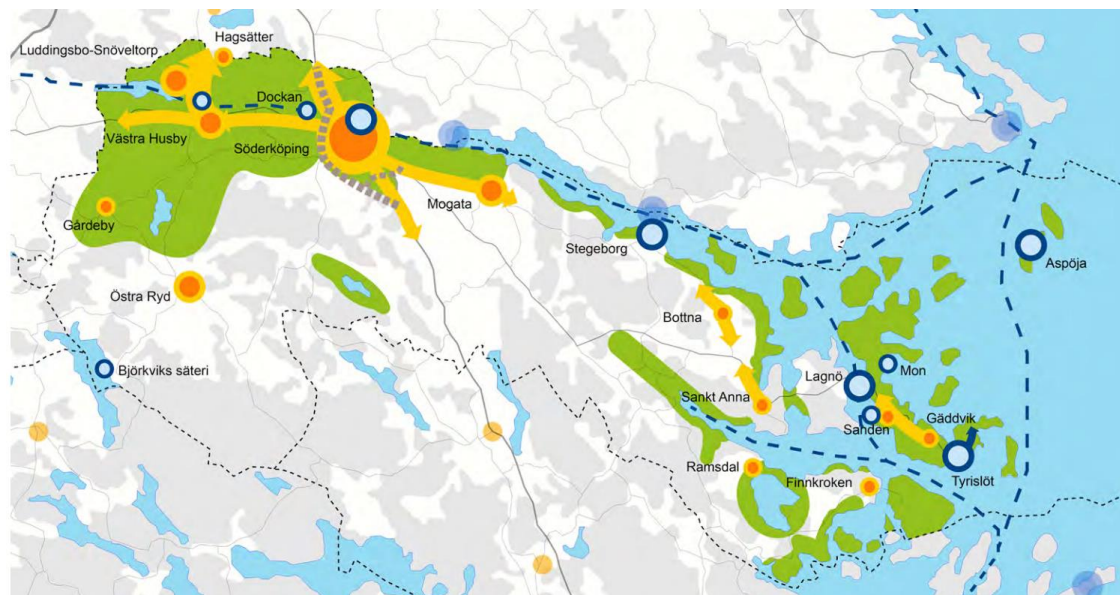 Hagsätter
Luddingsbo-Snöveltorp
Dockan
Västra Husby
Söderköping
Mogata
Gårdeby
Stegeborg
Aspöja
Östra Ryd
Bottna
Björkviks säteri
Lagnö
Mon
Sankt Anna
Gäddvik
Sanden
Ramsdal
Finnkroken
Tyrislöt